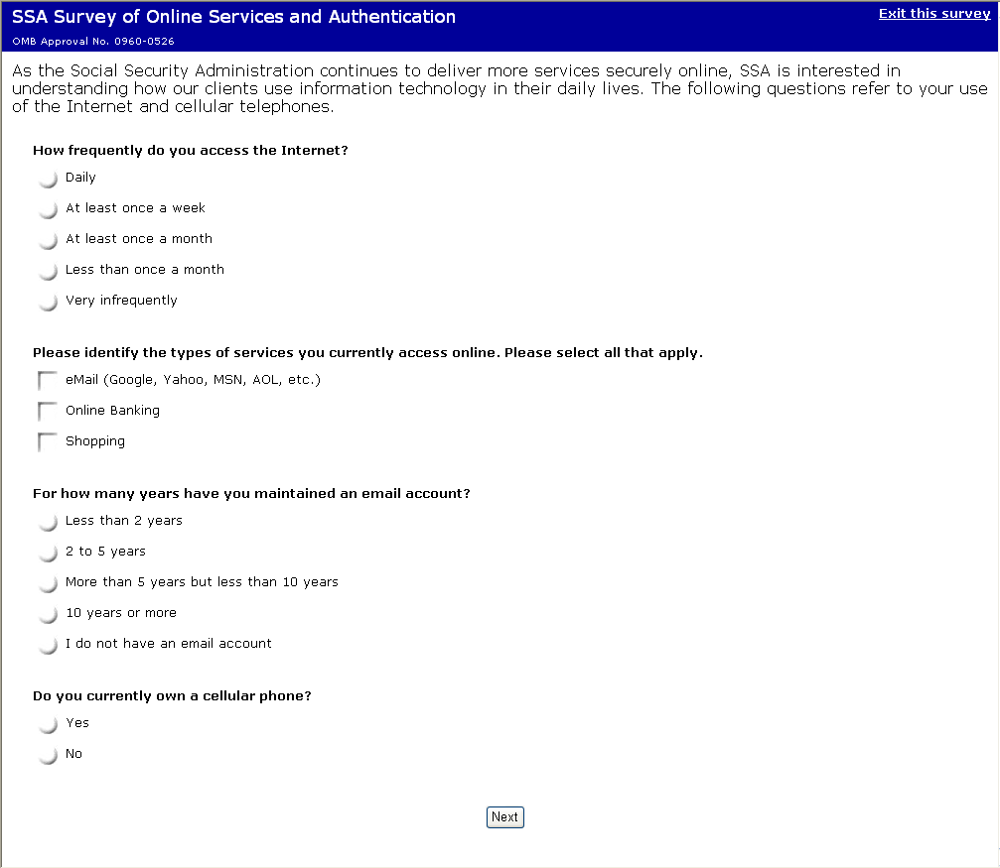 SSA Survey of Online Services and Authentication
Exit this survey
OMB Approval No. 0960-0526
As the Social Security Administration continues to deliver more services securely online, SSA is interested in
understanding how our clients use information technology in their daily lives. The following questions refer to your use
of the Internet and cellular telephones.
How frequently do you access the Internet?
Daily
At least once a week
At least once a month
Less than once a month
Very infrequently
Please identify the types of services you currently access online. Please select all that apply.
eMail (Google, Yahoo, MSN, AOL, etc.)
Online Banking
Shopping
For how many years have you maintained an email account?
Less than 2 years
2 to 5 years
More than 5 years but less than 10 years
10 years or more
I do not have an email account
Do you currently own a cellular phone?
Yes
No
Next